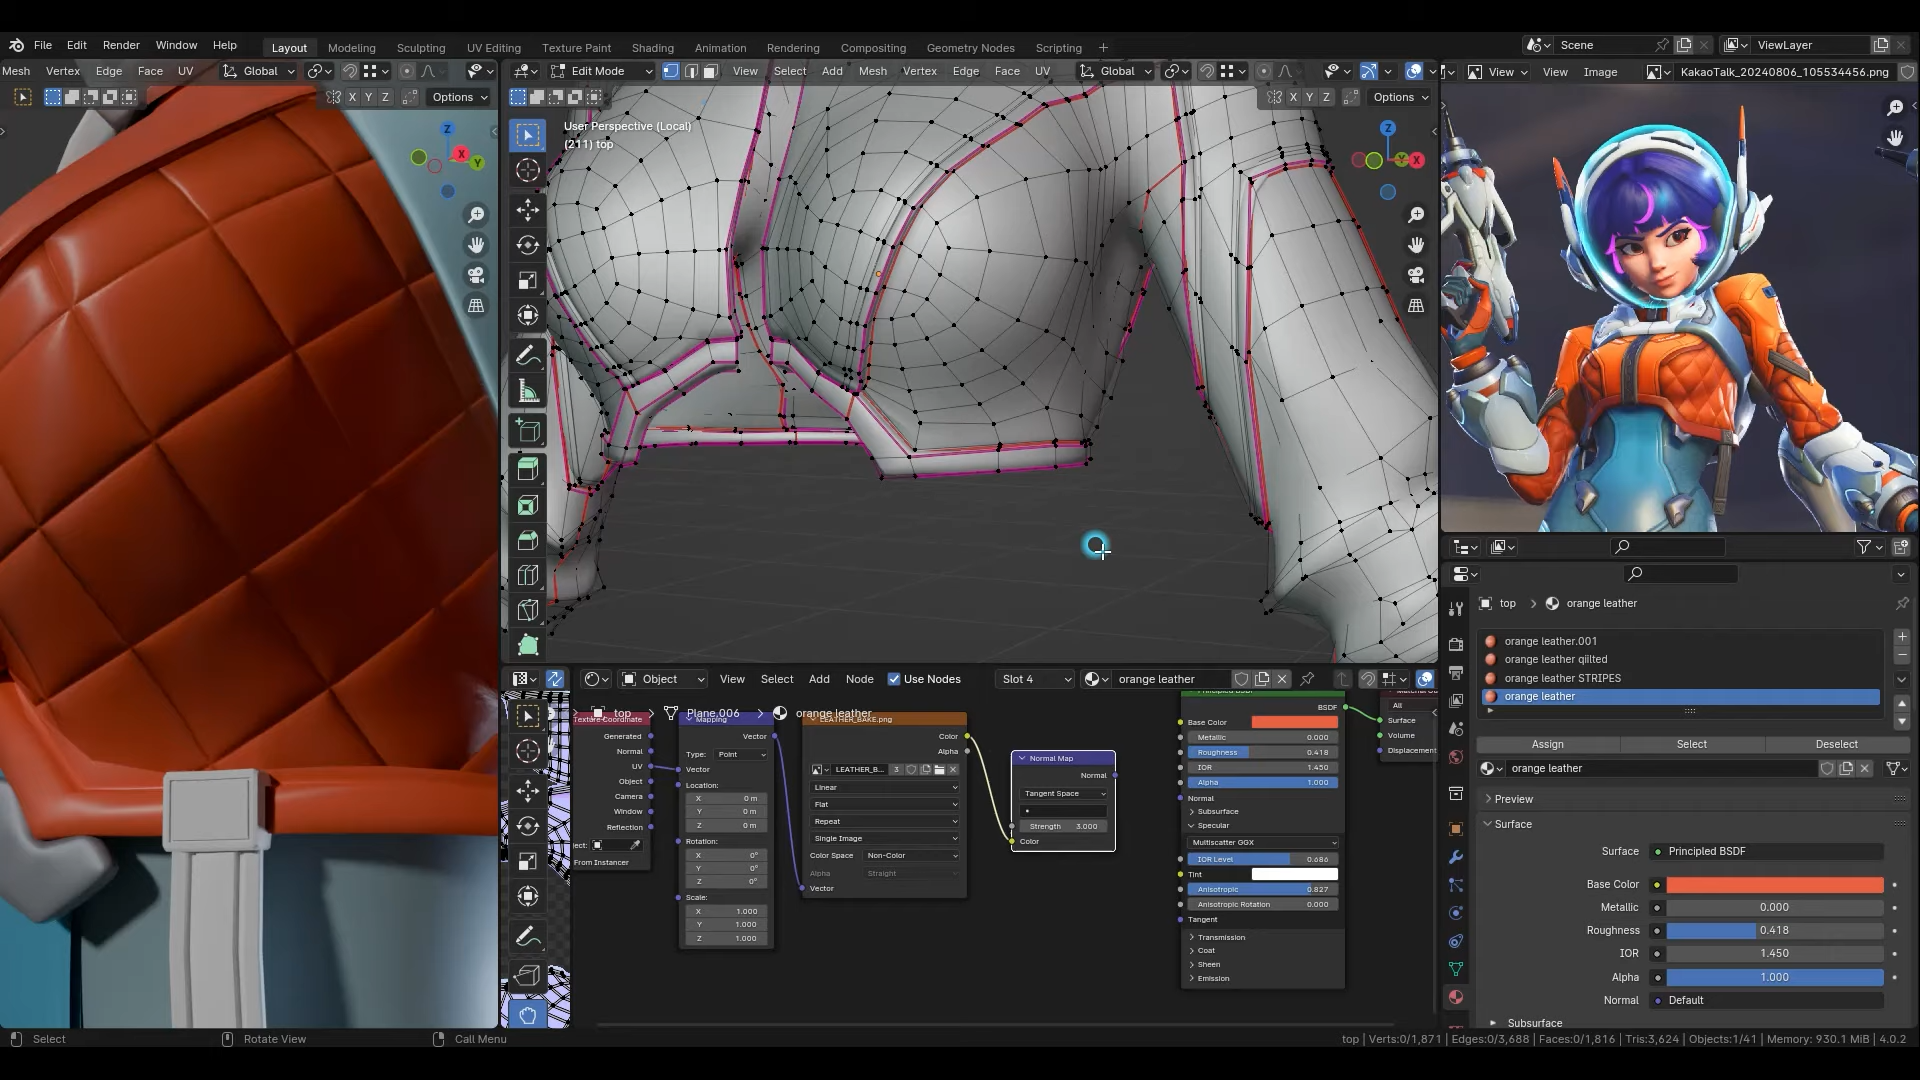 File Edit Render Window Help
Layout Modeling Sculpting UV Editing Texture Paint Shading Animation Rendering Compositing Geometry Nodes Scripting +
Scene
ViewLayer
Mesh Vertex Edge Face UV
Global
X Y Z
Options
Edit Mode
View Select Add Mesh Vertex Edge Face UV
Global
X Y Z
Options
User Perspective (Local)
(211) top
View View Image
KakaoTalk_20240806_105534456.png
Object View Select Add Node Use Nodes
Slot 4
orange leather
top > Plane.006 > orange leather
Texture Coordinate
Generated
Normal
UV
Object
Camera
Window
Reflection
From Instancer
Mapping
Vector
Type: Point
Vector
Location:
X 0 m
Y 0 m
Z 0 m
Rotation:
X 0°
Y 0°
Z 0°
Scale:
X 1.000
Y 1.000
Z 1.000
LEATHER_BAKE.png
Color
Alpha
LEATHER_B... 3
Linear
Flat
Repeat
Single Image
Color Space Non-Color
Alpha Straight
Vector
Normal Map
Normal
Tangent Space
Strength 3.000
Color
Principled BSDF
BSDF
Base Color
Metallic 0.000
Roughness 0.418
IOR 1.450
Alpha 1.000
Normal
Subsurface
Specular
Multiscatter GGX
IOR Level 0.686
Tint
Anisotropic 0.827
Anisotropic Rotation 0.000
Tangent
Transmission
Coat
Sheen
Emission
All
Surface
Volume
Displacement
top > orange leather
orange leather.001
orange leather qiilted
orange leather STRIPES
orange leather
Assign Select Deselect
orange leather
Preview
Surface
Surface Principled BSDF
Base Color
Metallic 0.000
Roughness 0.418
IOR 1.450
Alpha 1.000
Normal Default
Subsurface
Select
Rotate View
Call Menu
top | Verts:0/1,871 | Edges:0/3,688 | Faces:0/1,816 | Tris:3,624 | Objects:1/41 | Memory: 930.1 MiB | 4.0.2